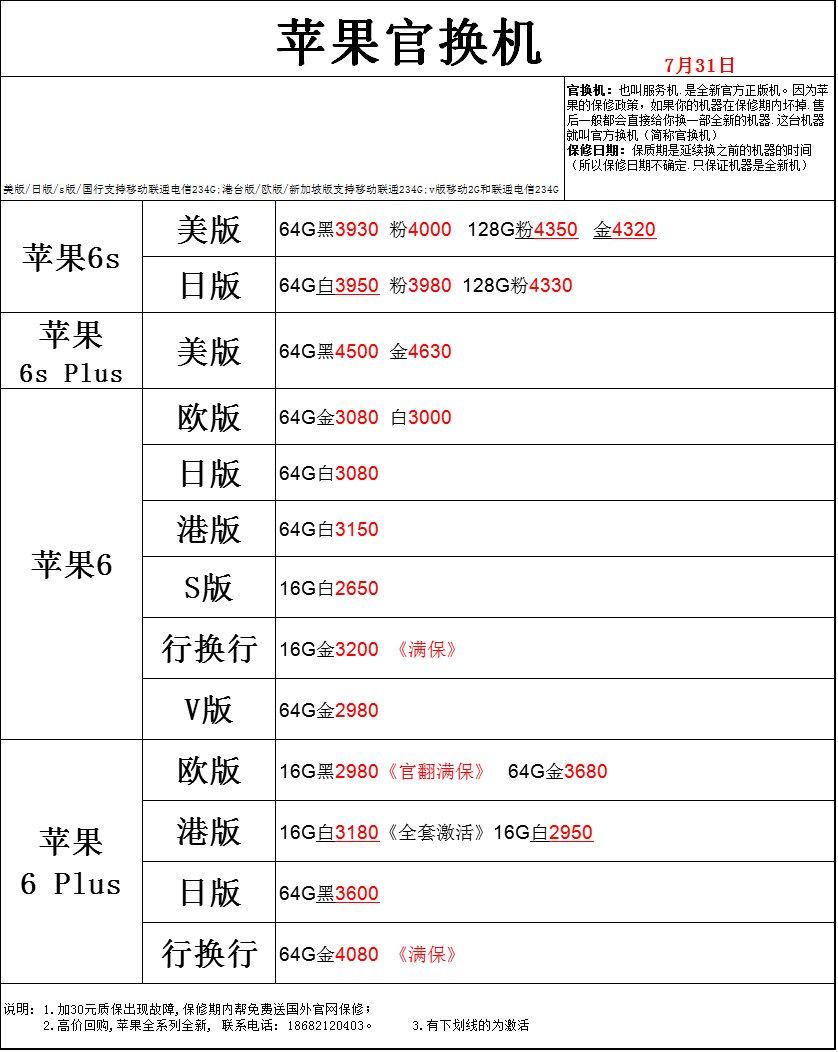 苹果官换机
7月31日
官换机：也叫服务机.是全新官方正版机。因为苹
果的保修政策，如果你的机器在保修期内坏掉.售
后一般都会直接给你换一部全新的机器.这台机器
就叫官方换机（简称官换机）
保修日期：保质期是延续换之前的机器的时间
（所以保修日期不确定.只保证机器是全新机）
美版/日版/s版/国行支持移动联通电信234G;港台版/欧版/新加坡版支持移动联通234G;v版移动2G和联通电信234G
苹果6s
美版
64G黑3930 粉4000 128G粉4350 金4320
日版
64G白3950 粉3980 128G粉4330
苹果
6s Plus
美版
64G黑4500 金4630
苹果6
欧版
64G金3080 白3000
日版
64G白3080
港版
64G白3150
S版
16G白2650
行换行
16G金3200 《满保》
V版
64G金2980
苹果
6 Plus
欧版
16G黑2980《官翻满保》 64G金3680
港版
16G白3180《全套激活》16G白2950
日版
64G黑3600
行换行
64G金4080 《满保》
说明：1.加30元质保出现故障,保修期内帮免费送国外官网保修；
2.高价回购,苹果全系列全新, 联系电话：18682120403。 3.有下划线的为激活